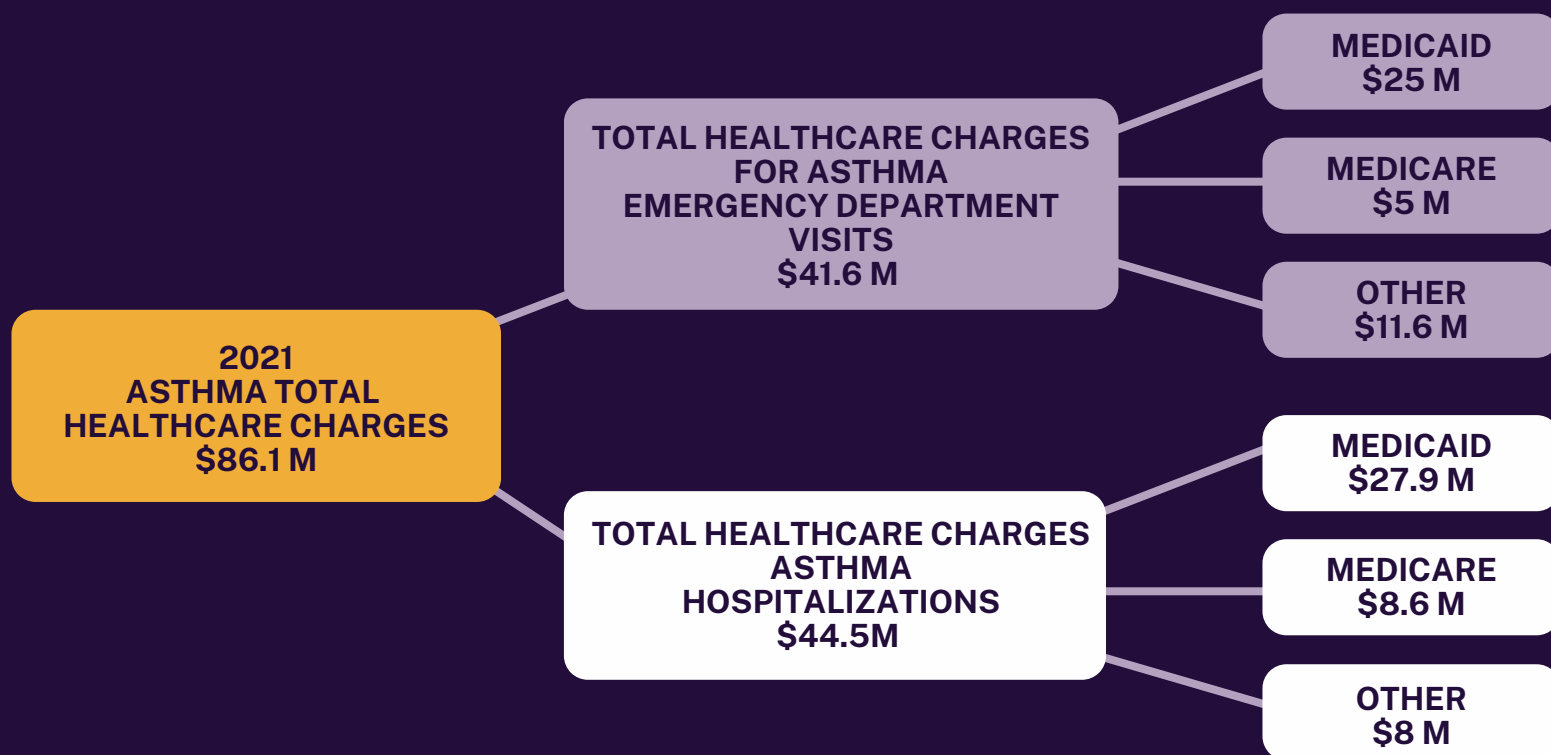 2021
ASTHMA TOTAL
HEALTHCARE CHARGES
$86.1 M
TOTAL HEALTHCARE CHARGES
FOR ASTHMA
EMERGENCY DEPARTMENT
VISITS
$41.6 M
MEDICAID
$25 M
MEDICARE
$5 M
OTHER
$11.6 M
TOTAL HEALTHCARE CHARGES
ASTHMA
HOSPITALIZATIONS
$44.5M
MEDICAID
$27.9 M
MEDICARE
$8.6 M
OTHER
$8 M